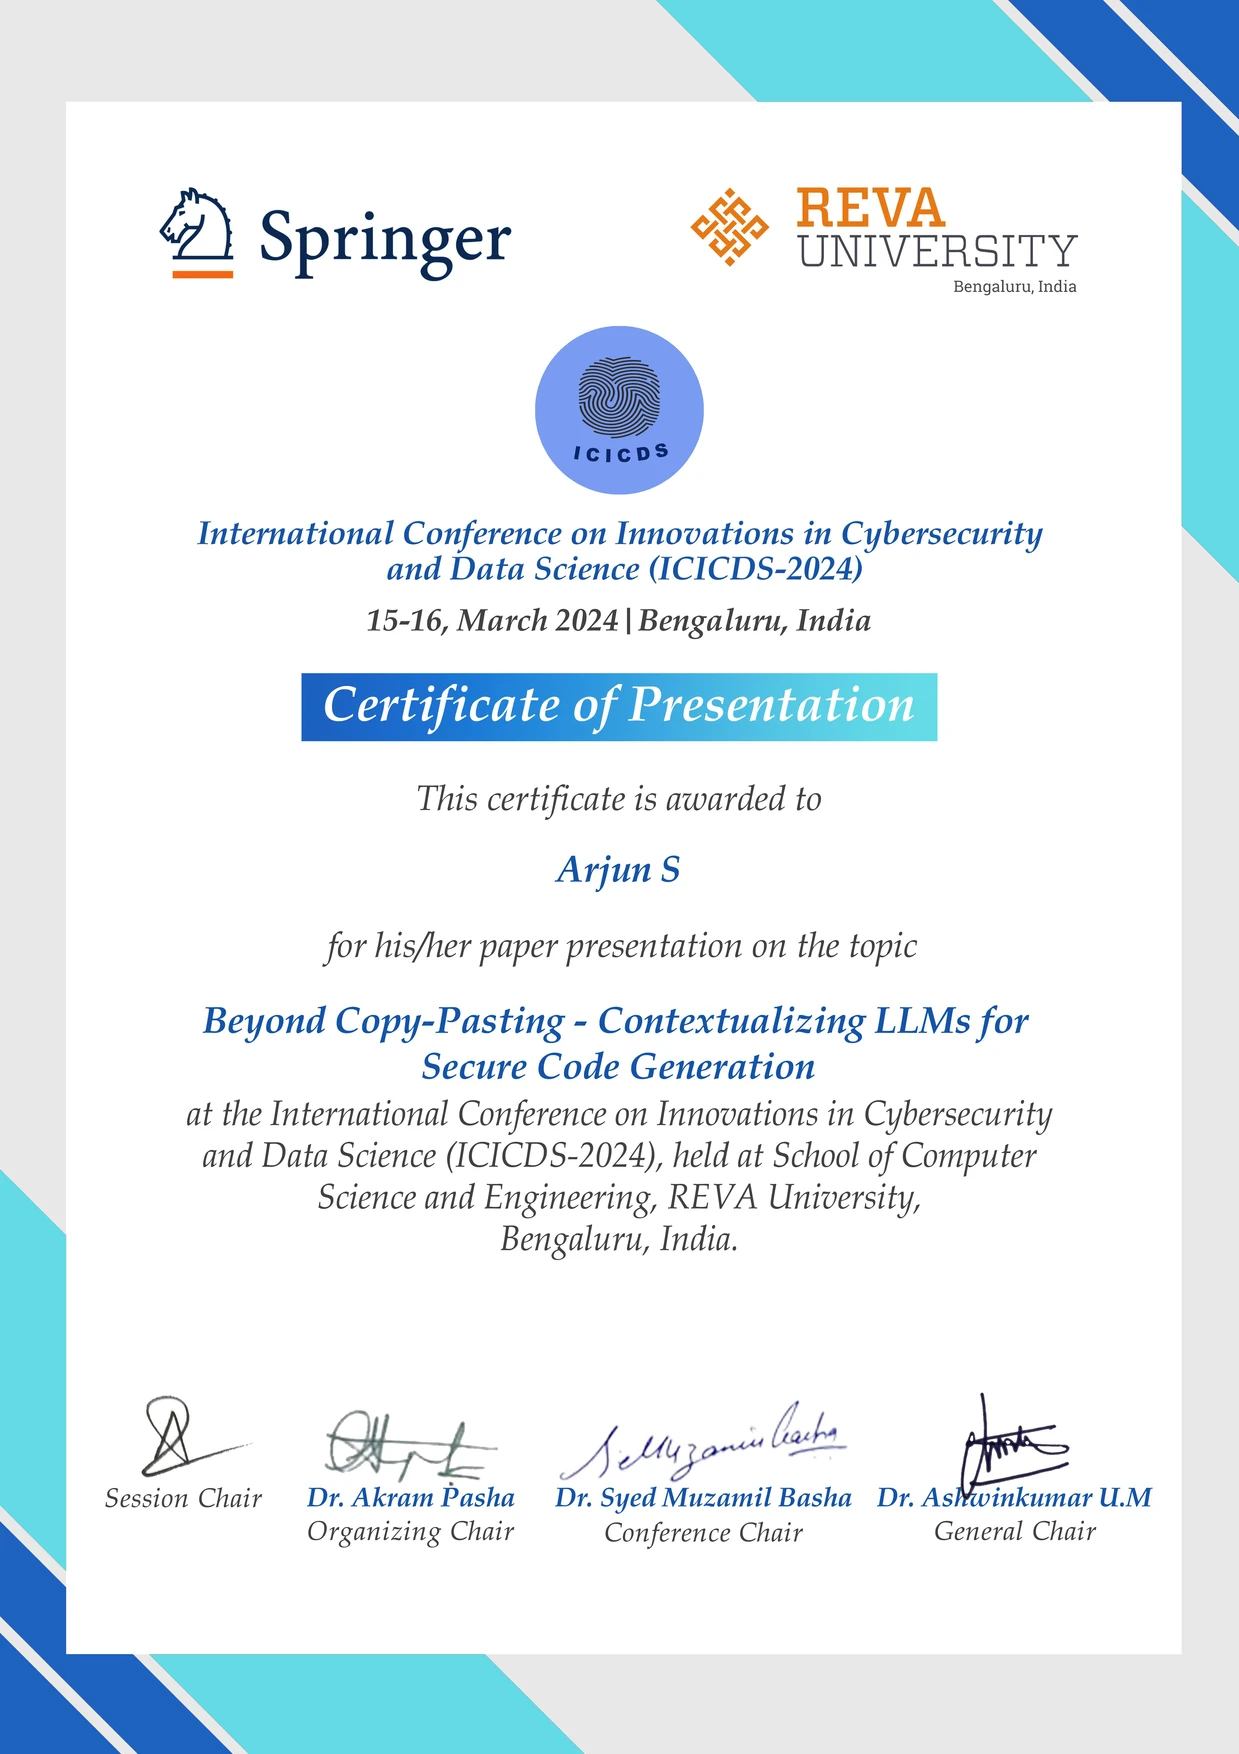 Springer
REVA
UNIVERSITY
Bengaluru, India
ICICDS
International Conference on Innovations in Cybersecurity
and Data Science (ICICDS-2024)
15-16, March 2024|Bengaluru, India
Certificate of Presentation
This certificate is awarded to
Arjun S
for his/her paper presentation on the topic
Beyond Copy-Pasting - Contextualizing LLMs for
Secure Code Generation
at the International Conference on Innovations in Cybersecurity
and Data Science (ICICDS-2024), held at School of Computer
Science and Engineering, REVA University,
Bengaluru, India.
Session Chair
Dr. Akram Pasha
Organizing Chair
Dr. Syed Muzamil Basha
Conference Chair
Dr. Ashwinkumar U.M
General Chair